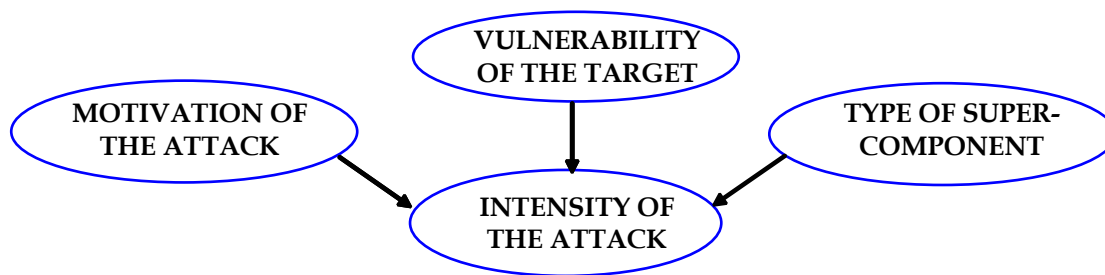 VULNERABILITY
OF THE TARGET
MOTIVATION OF
THE ATTACK
TYPE OF SUPER-
COMPONENT
INTENSITY OF
THE ATTACK